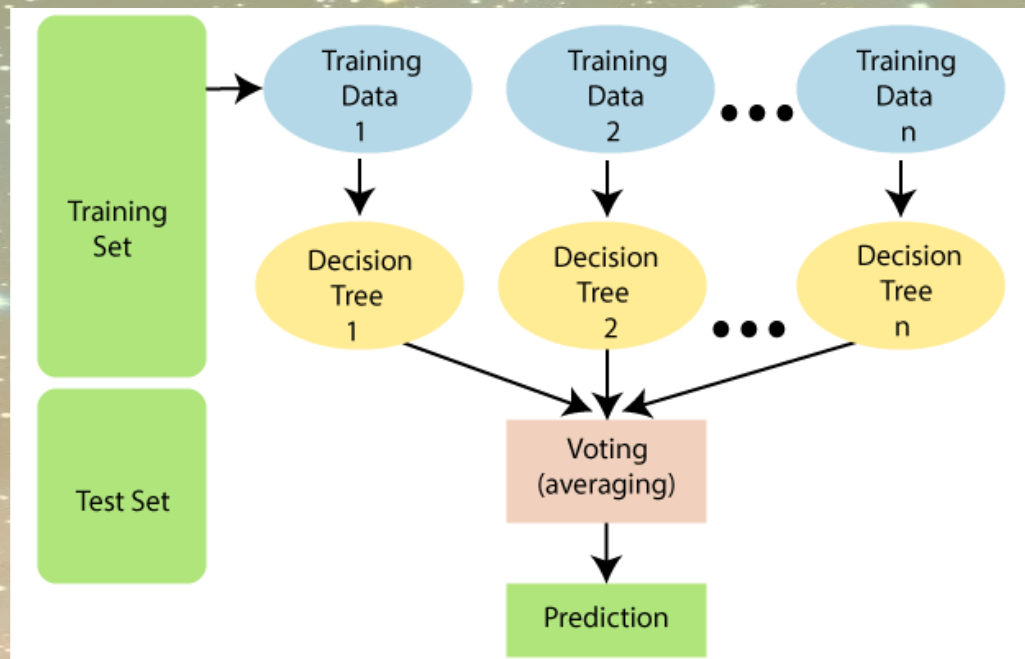 Training
Set
Test Set
Training
Data
1
Training
Data
2
Training
Data
n
Decision
Tree
1
Decision
Tree
2
Decision
Tree
n
Voting
(averaging)
Prediction